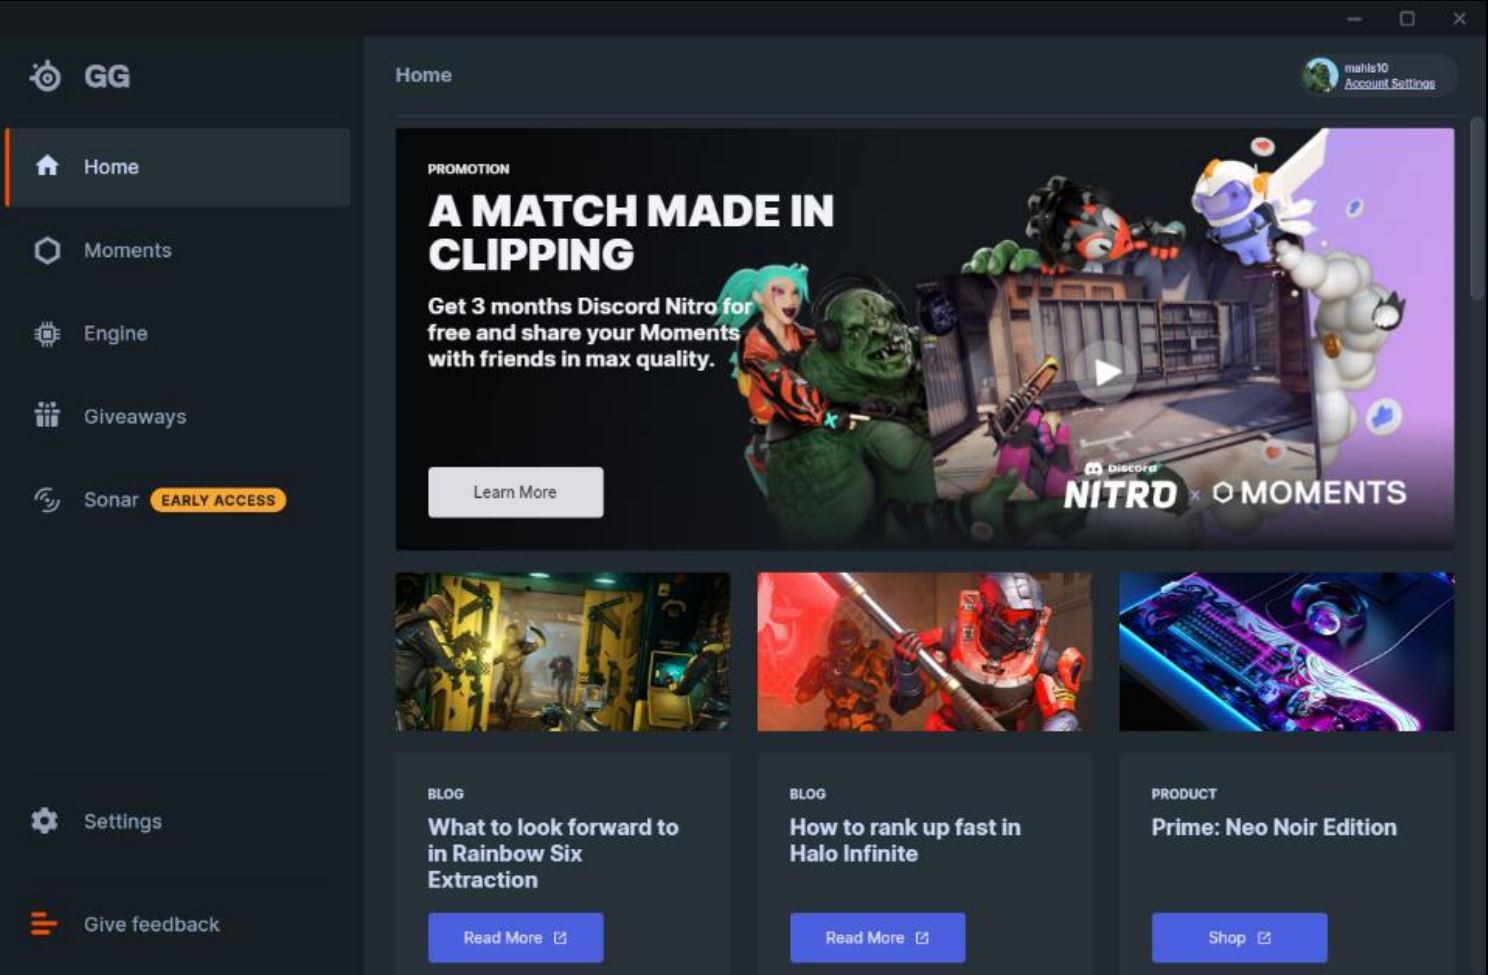 GG
Home
mahls10
Account Settings
Home
Moments
Engine
Giveaways
Sonar EARLY ACCESS
Settings
Give feedback
PROMOTION
A MATCH MADE IN
CLIPPING
Get 3 months Discord Nitro for
free and share your Moments
with friends in max quality.
Learn More
Discord
NITRO x MOMENTS
BLOG
What to look forward to
in Rainbow Six
Extraction
Read More
BLOG
How to rank up fast in
Halo Infinite
Read More
PRODUCT
Prime: Neo Noir Edition
Shop